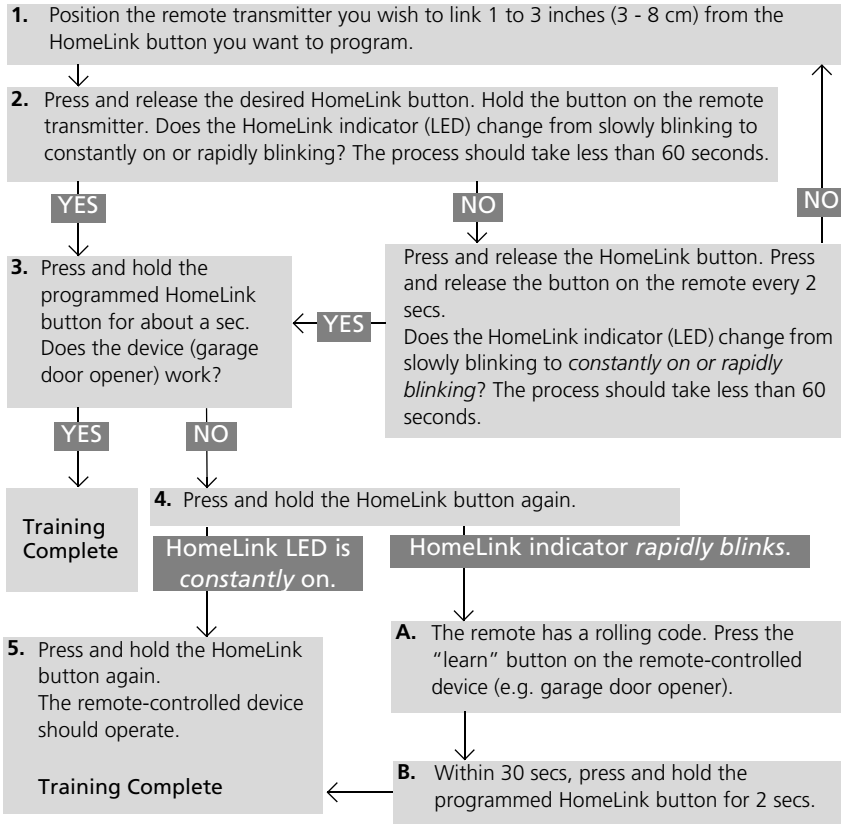 1. Position the remote transmitter you wish to link 1 to 3 inches (3 - 8 cm) from the
HomeLink button you want to program.
2. Press and release the desired HomeLink button. Hold the button on the remote
transmitter. Does the HomeLink indicator (LED) change from slowly blinking to
constantly on or rapidly blinking? The process should take less than 60 seconds.
YES
NO
NO
3. Press and hold the
programmed HomeLink
button for about a sec.
Does the device (garage
door opener) work?
YES
Press and release the HomeLink button. Press
and release the button on the remote every 2
secs.
Does the HomeLink indicator (LED) change from
slowly blinking to constantly on or rapidly
blinking? The process should take less than 60
seconds.
YES
NO
Training
Complete
4. Press and hold the HomeLink button again.
HomeLink LED is
constantly on.
HomeLink indicator rapidly blinks.
5. Press and hold the HomeLink
button again.
The remote-controlled device
should operate.
Training Complete
A. The remote has a rolling code. Press the
“learn” button on the remote-controlled
device (e.g. garage door opener).
B. Within 30 secs, press and hold the
programmed HomeLink button for 2 secs.